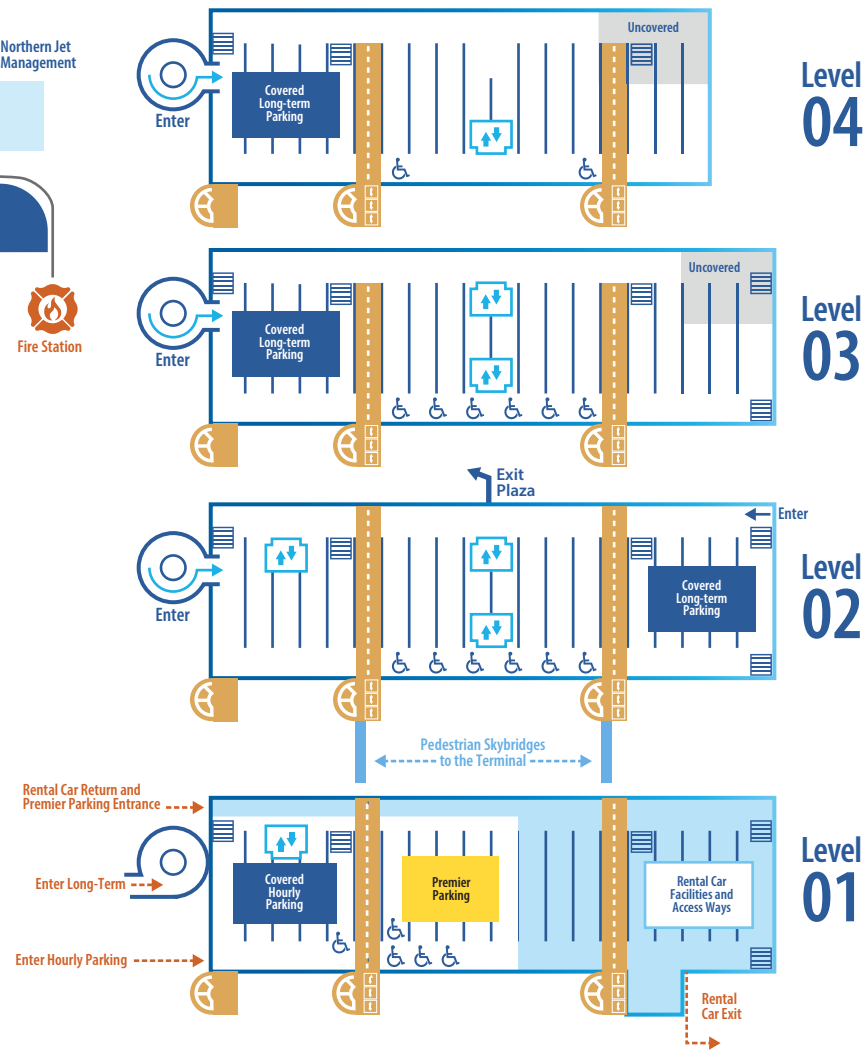 Northern Jet
Management
Uncovered
Covered
Long-term
Parking
Enter
Level
04
Fire Station
Uncovered
Covered
Long-term
Parking
Enter
Level
03
Exit
Plaza
Enter
Covered
Long-term
Parking
Enter
Level
02
Pedestrian Skybridges
to the Terminal
Rental Car Return and
Premier Parking Entrance
Enter Long-Term
Enter Hourly Parking
Covered
Hourly
Parking
Premier
Parking
Rental Car
Facilities and
Access Ways
Level
01
Rental
Car Exit